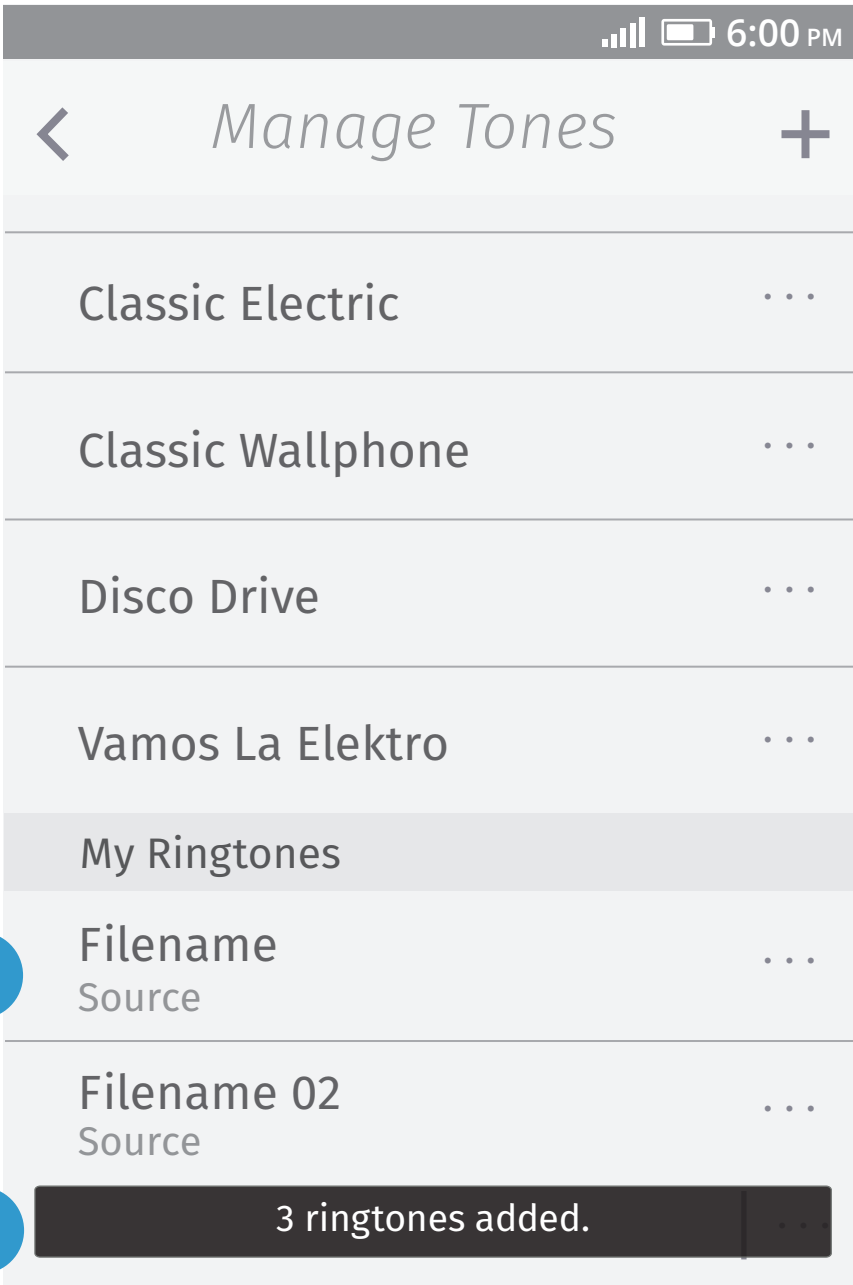 6:00 PM
Manage Tones
Classic Electric
...
Classic Wallphone
...
Disco Drive
...
Vamos La Elektro
...
My Ringtones
Filename
...
Source
Filename 02
...
Source
3 ringtones added.
...